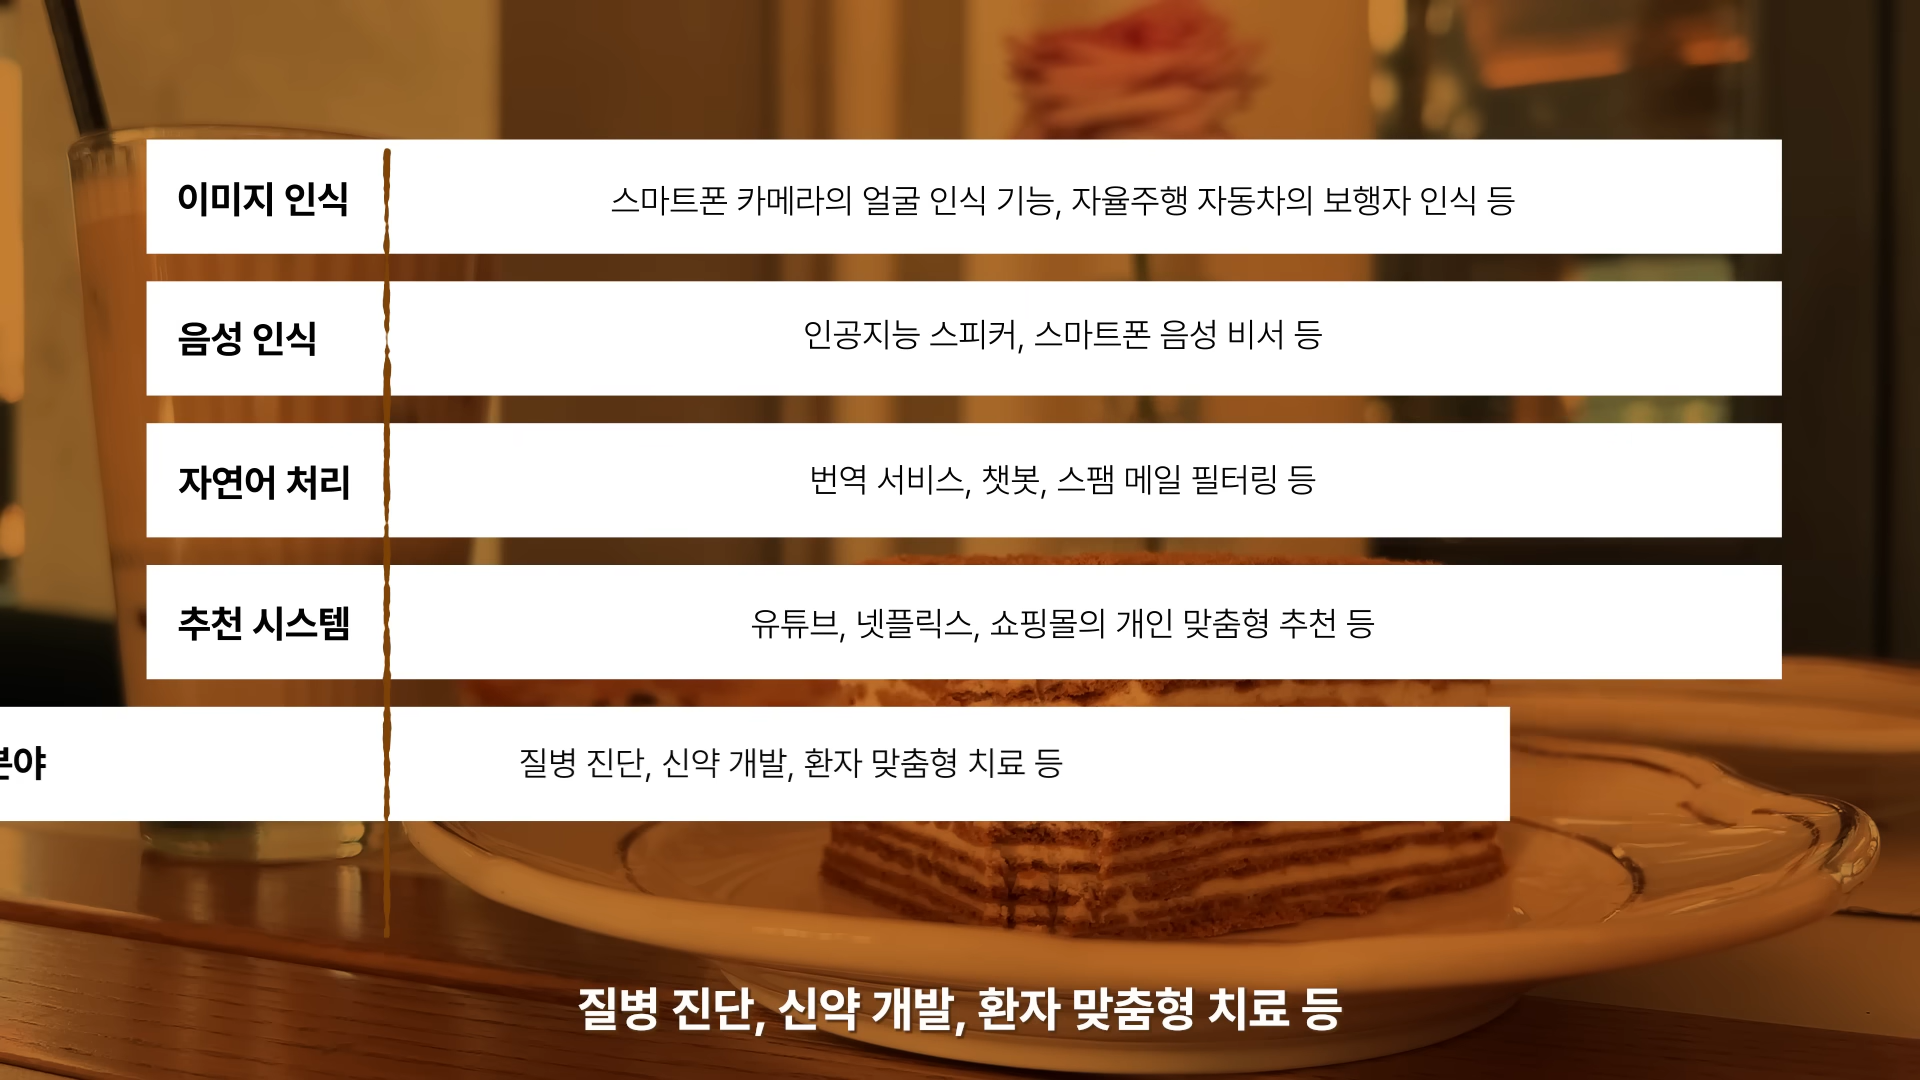 이미지 인식
스마트폰 카메라의 얼굴 인식 기능, 자율주행 자동차의 보행자 인식 등
음성 인식
인공지능 스피커, 스마트폰 음성 비서 등
자연어 처리
번역 서비스, 챗봇, 스팸 메일 필터링 등
추천 시스템
유튜브, 넷플릭스, 쇼핑몰의 개인 맞춤형 추천 등
분야
질병 진단, 신약 개발, 환자 맞춤형 치료 등
질병 진단, 신약 개발, 환자 맞춤형 치료 등